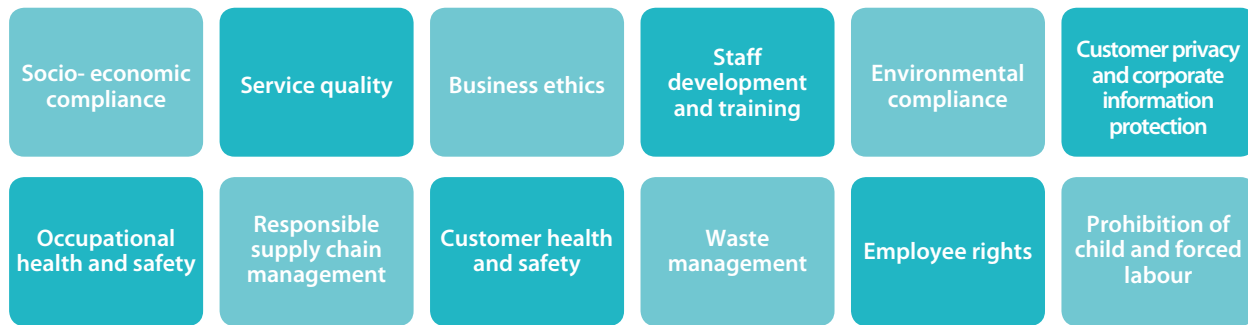 Socio- economic
compliance
Service quality
Business ethics
Staff
development
and training
Environmental
compliance
Customer privacy
and corporate
information
protection
Occupational
health and safety
Responsible
supply chain
management
Customer health
and safety
Waste
management
Employee rights
Prohibition of
child and forced
labour